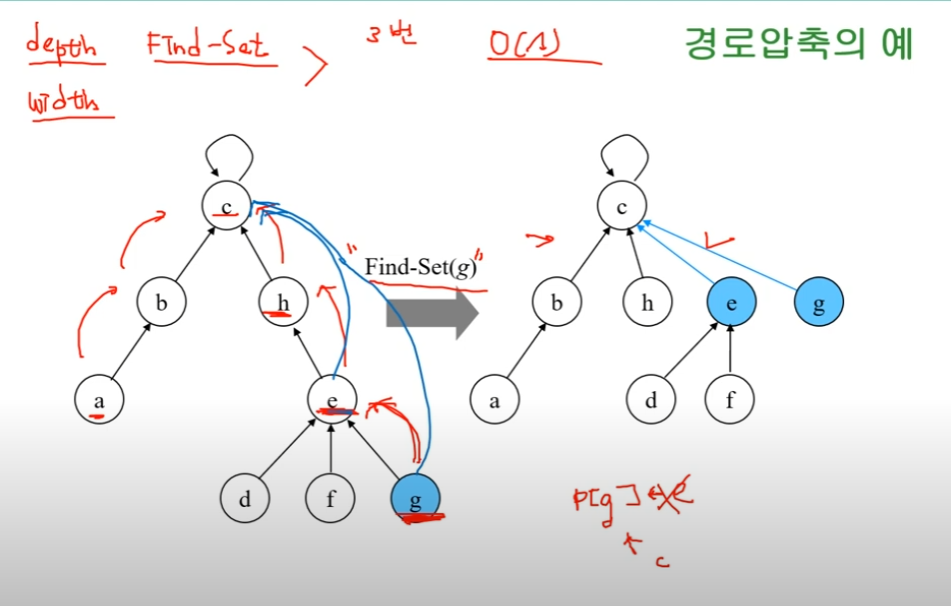 depth Find-Set > 3번 O(1) 경로압축의 예
width
c c
"Find-Set(g)"
b h b h e g
a e a d f
d f g
p[g] ← e
↑ c